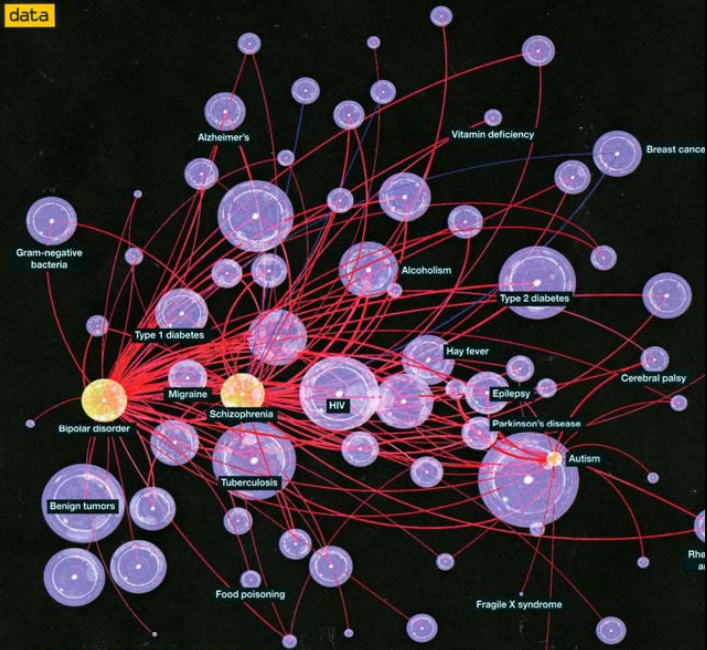 data
Alzheimer's
Vitamin deficiency
Breast cance
Gram-negative
bacteria
Alcoholism
Type 2 diabetes
Type 1 diabetes
Hay fever
Cerebral palsy
Migraine
Epilepsy
HIV
Schizophrenia
Bipolar disorder
Parkinson's disease
Autism
Tuberculosis
Benign tumors
Rhe
a
Food poisoning
Fragile X syndrome